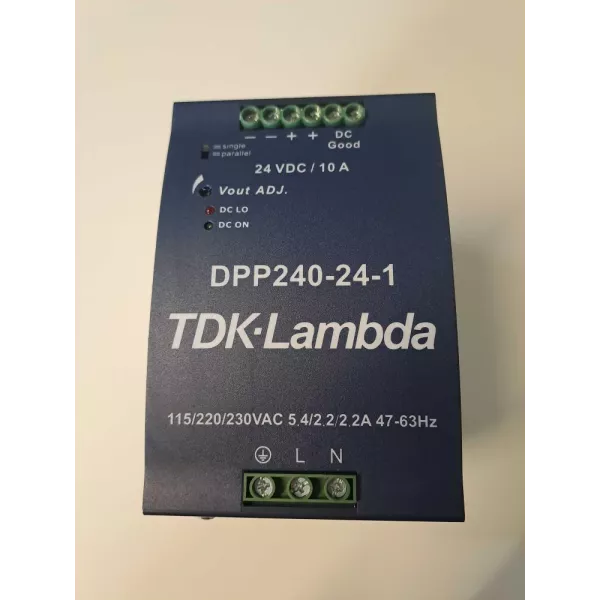 − − + + DC
Good
= single
= parallel
24 VDC / 10 A
Vout ADJ.
DC LO
DC ON
DPP240-24-1
TDK·Lambda
115/220/230VAC 5.4/2.2/2.2A 47-63Hz
L N